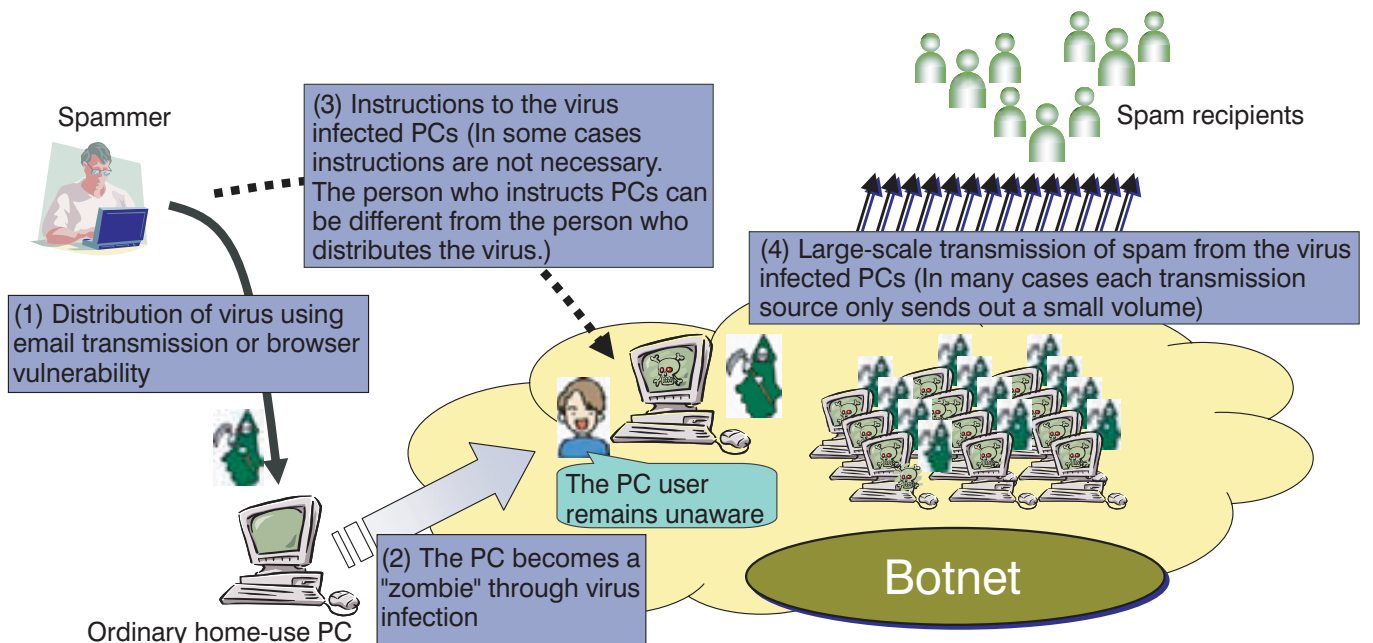 Spammer
(3) Instructions to the virus
infected PCs (In some cases
instructions are not necessary.
The person who instructs PCs can
be different from the person who
distributes the virus.)
Spam recipients
(4) Large-scale transmission of spam from the virus
infected PCs (In many cases each transmission
source only sends out a small volume)
(1) Distribution of virus using
email transmission or browser
vulnerability
The PC user
remains unaware
(2) The PC becomes a
"zombie" through virus
infection
Botnet
Ordinary home-use PC